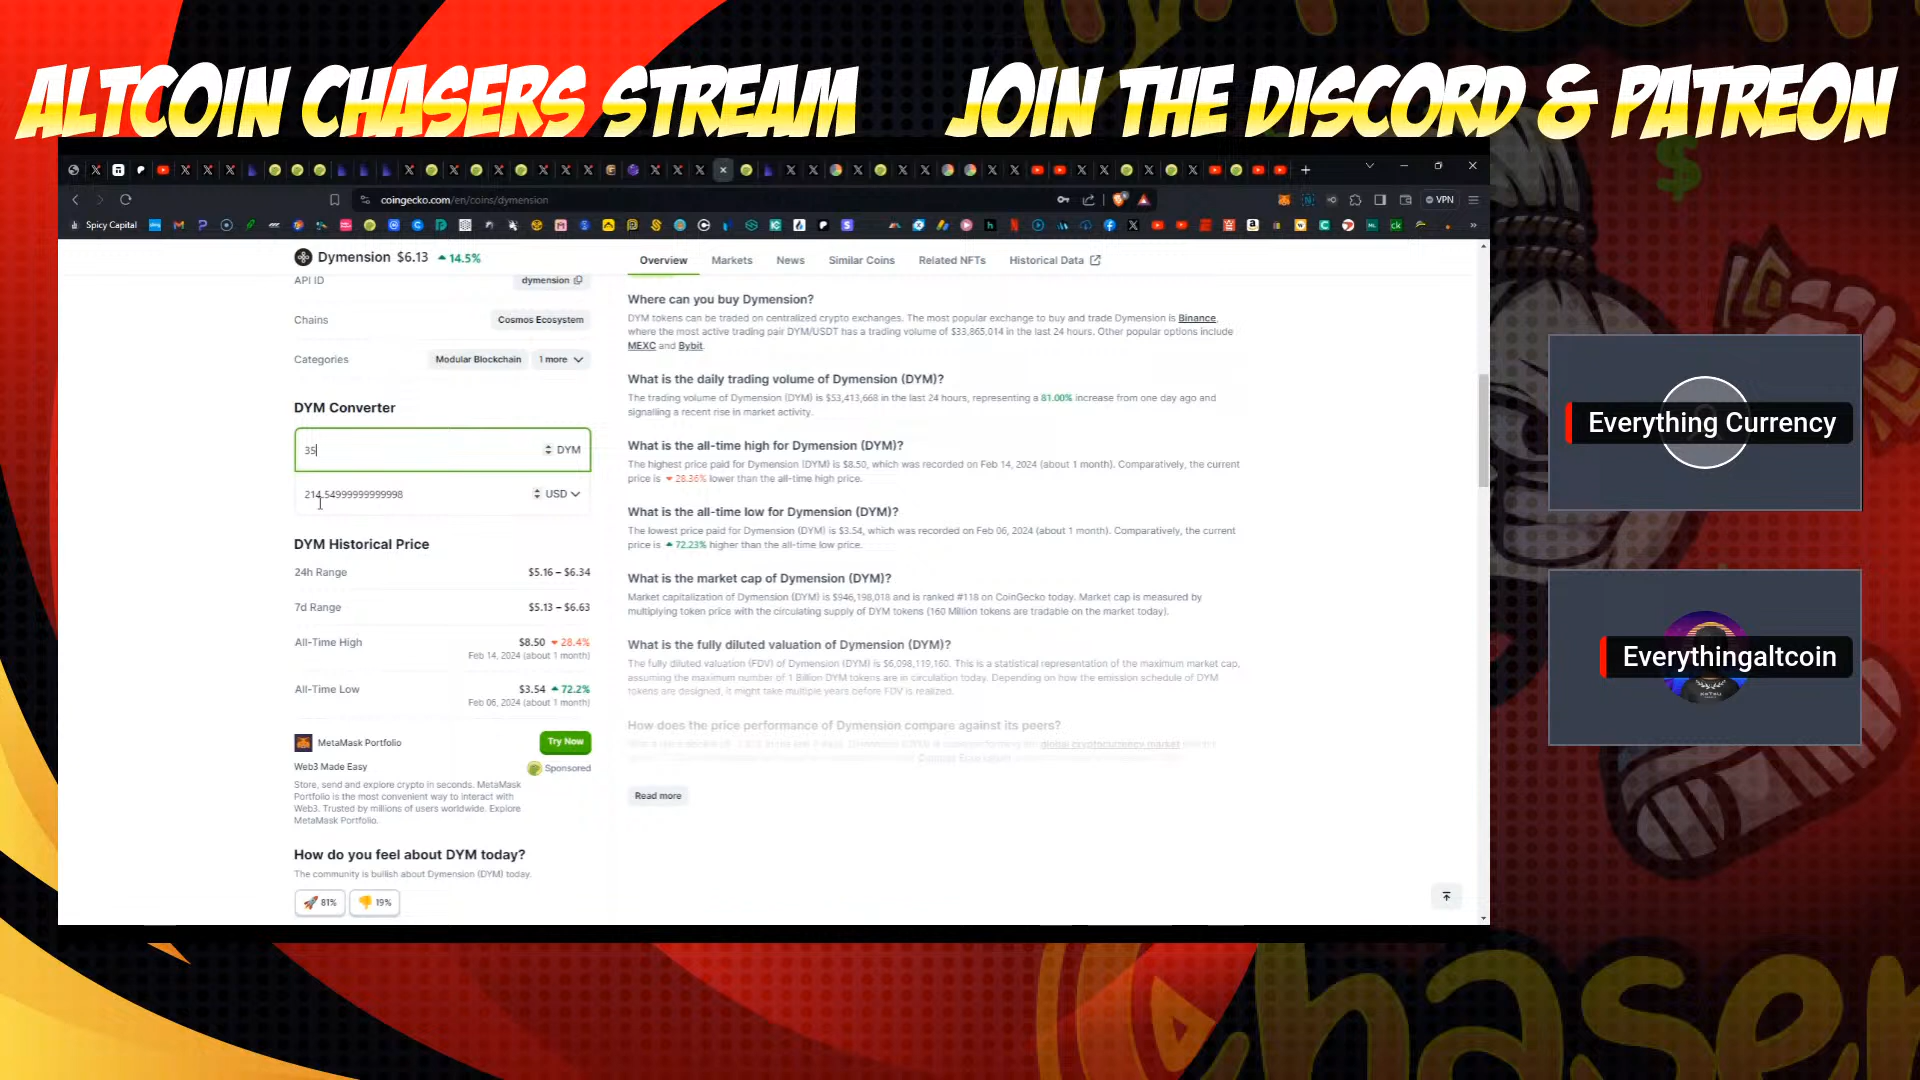 ALTCOIN CHASERS STREAM
JOIN THE DISCORD & PATREON
coingecko.com/en/coins/dymension
VPN
Spicy Capital
Dymension $6.13 14.5%
Overview Markets News Similar Coins Related NFTs Historical Data
API ID dymension
Chains Cosmos Ecosystem
Categories Modular Blockchain 1 more
DYM Converter
35 DYM
214.54999999999998 USD
DYM Historical Price
24h Range $5.16 – $6.34
7d Range $5.13 – $6.63
All-Time High $8.50 28.4%
Feb 14, 2024 (about 1 month)
All-Time Low $3.54 72.2%
Feb 06, 2024 (about 1 month)
MetaMask Portfolio Try Now
Web3 Made Easy Sponsored
Store, send and explore crypto in seconds. MetaMask
Portfolio is the most convenient way to interact with
Web3. Trusted by millions of users worldwide. Explore
MetaMask Portfolio.
How do you feel about DYM today?
The community is bullish about Dymension (DYM) today.
81% 19%
Where can you buy Dymension?
DYM tokens can be traded on centralized crypto exchanges. The most popular exchange to buy and trade Dymension is Binance,
where the most active trading pair DYM/USDT has a trading volume of $33,865,014 in the last 24 hours. Other popular options include
MEXC and Bybit.
What is the daily trading volume of Dymension (DYM)?
The trading volume of Dymension (DYM) is $53,413,668 in the last 24 hours, representing a 81.00% increase from one day ago and
signalling a recent rise in market activity.
What is the all-time high for Dymension (DYM)?
The highest price paid for Dymension (DYM) is $8.50, which was recorded on Feb 14, 2024 (about 1 month). Comparatively, the current
price is 28.36% lower than the all-time high price.
What is the all-time low for Dymension (DYM)?
The lowest price paid for Dymension (DYM) is $3.54, which was recorded on Feb 06, 2024 (about 1 month). Comparatively, the current
price is 72.23% higher than the all-time low price.
What is the market cap of Dymension (DYM)?
Market capitalization of Dymension (DYM) is $946,198,018 and is ranked #118 on CoinGecko today. Market cap is measured by
multiplying token price with the circulating supply of DYM tokens (160 Million tokens are tradable on the market today).
What is the fully diluted valuation of Dymension (DYM)?
The fully diluted valuation (FDV) of Dymension (DYM) is $6,098,119,160. This is a statistical representation of the maximum market cap,
assuming the maximum number of 1 Billion DYM tokens are in circulation today. Depending on how the emission schedule of DYM
tokens are designed, it might take multiple years before FDV is realized.
How does the price performance of Dymension compare against its peers?
global cryptocurrency market
Read more
Everything Currency
Everythingaltcoin
Chaser